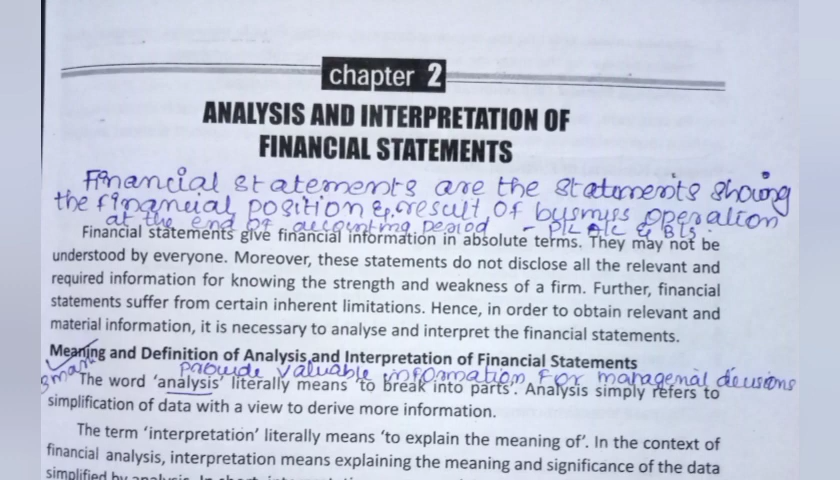 chapter 2
ANALYSIS AND INTERPRETATION OF
FINANCIAL STATEMENTS
Financial statements are the statements showing
the financial position & result of business operation
at the end of accounting period - P/L A/c & B/S.
Financial statements give financial information in absolute terms. They may not be
understood by everyone. Moreover, these statements do not disclose all the relevant and
required information for knowing the strength and weakness of a firm. Further, financial
statements suffer from certain inherent limitations. Hence, in order to obtain relevant and
material information, it is necessary to analyse and interpret the financial statements.
Meaning and Definition of Analysis and Interpretation of Financial Statements
provide valuable information for managerial decisions
The word ‘analysis’ literally means ‘to break into parts’. Analysis simply refers to
simplification of data with a view to derive more information.
The term ‘interpretation’ literally means ‘to explain the meaning of’. In the context of
financial analysis, interpretation means explaining the meaning and significance of the data
simplified by analysis. In short,